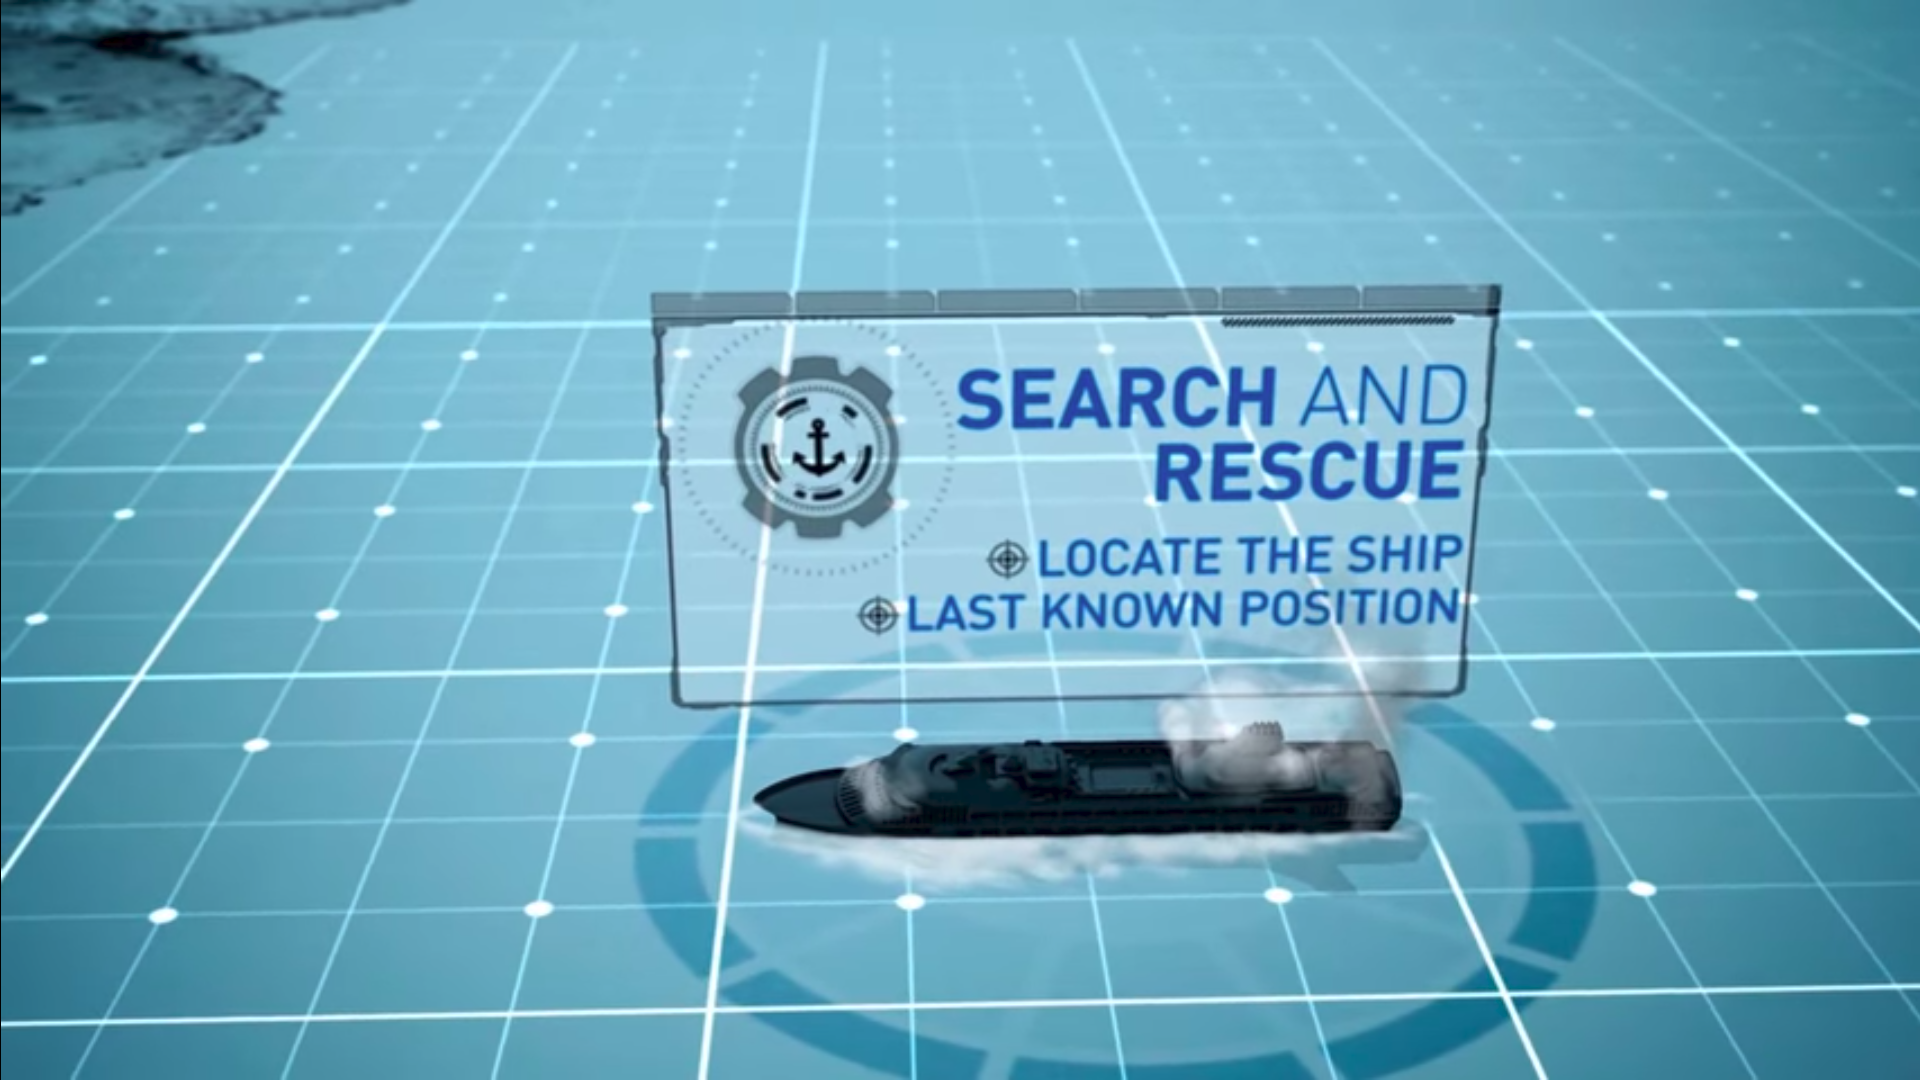 SEARCH AND
RESCUE
LOCATE THE SHIP
LAST KNOWN POSITION